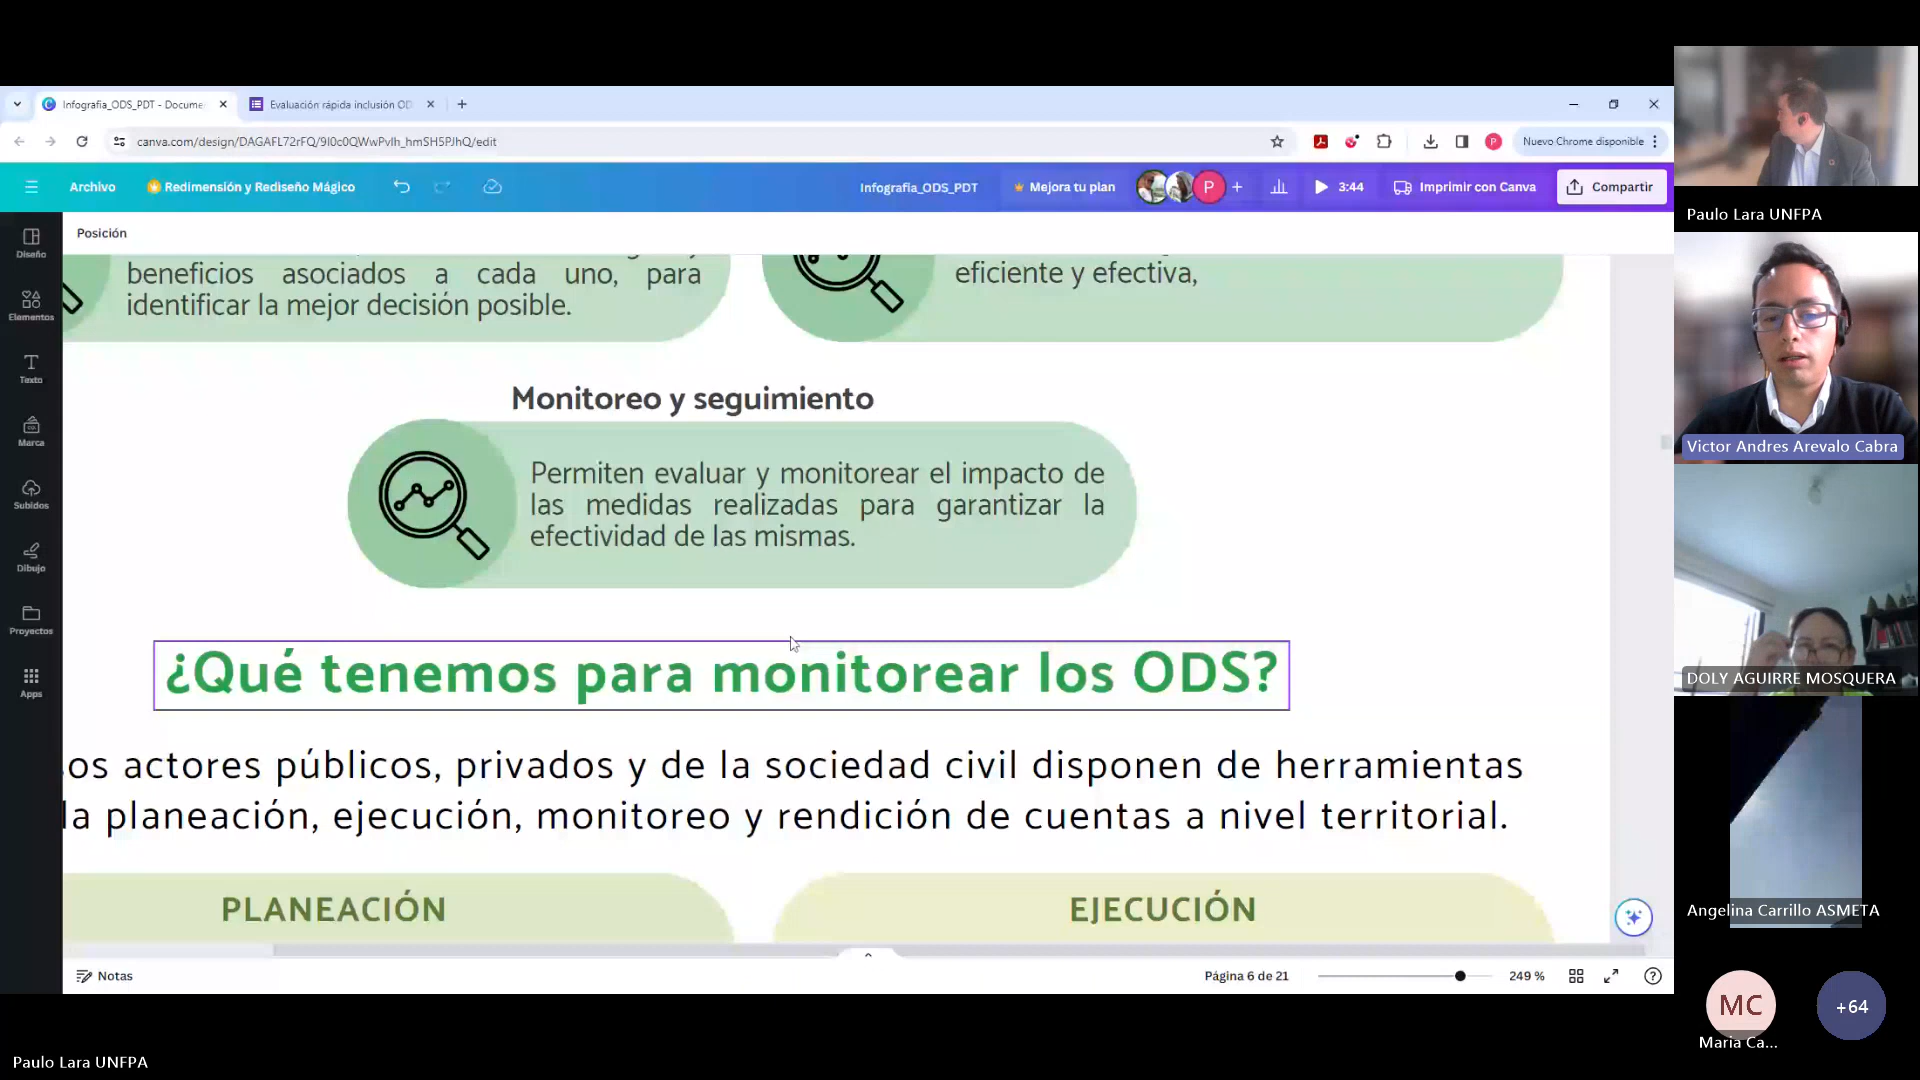 Infografia_ODS_PDT - Docume
Evaluación rápida inclusión OD
canva.com/design/DAGAFL72rFQ/9I0c0QWwPvIh_hmSH5PJhQ/edit
Nuevo Chrome disponible
Archivo
Redimensión y Rediseño Mágico
Infografia_ODS_PDT
Mejora tu plan
P
3:44
Imprimir con Canva
Compartir
Posición
Diseño
Elementos
Texto
Marca
Subidos
Dibujo
Proyectos
Apps
beneficios asociados a cada uno, para
identificar la mejor decisión posible.
eficiente y efectiva,
Monitoreo y seguimiento
Permiten evaluar y monitorear el impacto de
las medidas realizadas para garantizar la
efectividad de las mismas.
¿Qué tenemos para monitorear los ODS?
os actores públicos, privados y de la sociedad civil disponen de herramientas
la planeación, ejecución, monitoreo y rendición de cuentas a nivel territorial.
PLANEACIÓN
EJECUCIÓN
Notas
Página 6 de 21
249 %
Paulo Lara UNFPA
Victor Andres Arevalo Cabra
DOLY AGUIRRE MOSQUERA
Angelina Carrillo ASMETA
MC
+64
Maria Ca...
Paulo Lara UNFPA